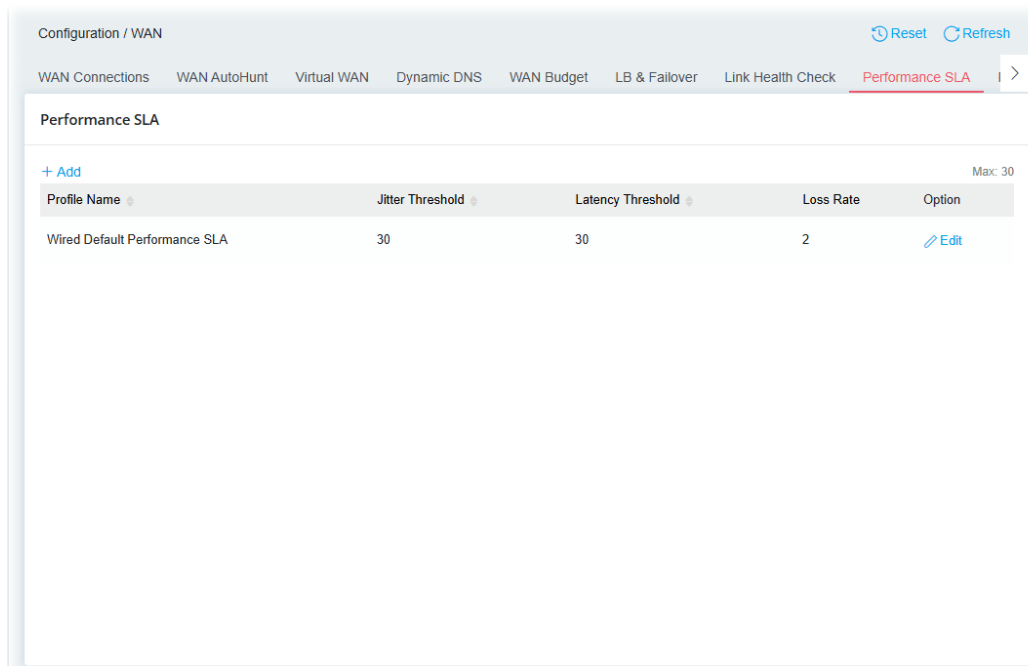 Configuration / WAN Reset Refresh
WAN Connections WAN AutoHunt Virtual WAN Dynamic DNS WAN Budget LB & Failover Link Health Check Performance SLA
Performance SLA
+ Add Max: 30
Profile Name Jitter Threshold Latency Threshold Loss Rate Option
Wired Default Performance SLA 30 30 2 Edit